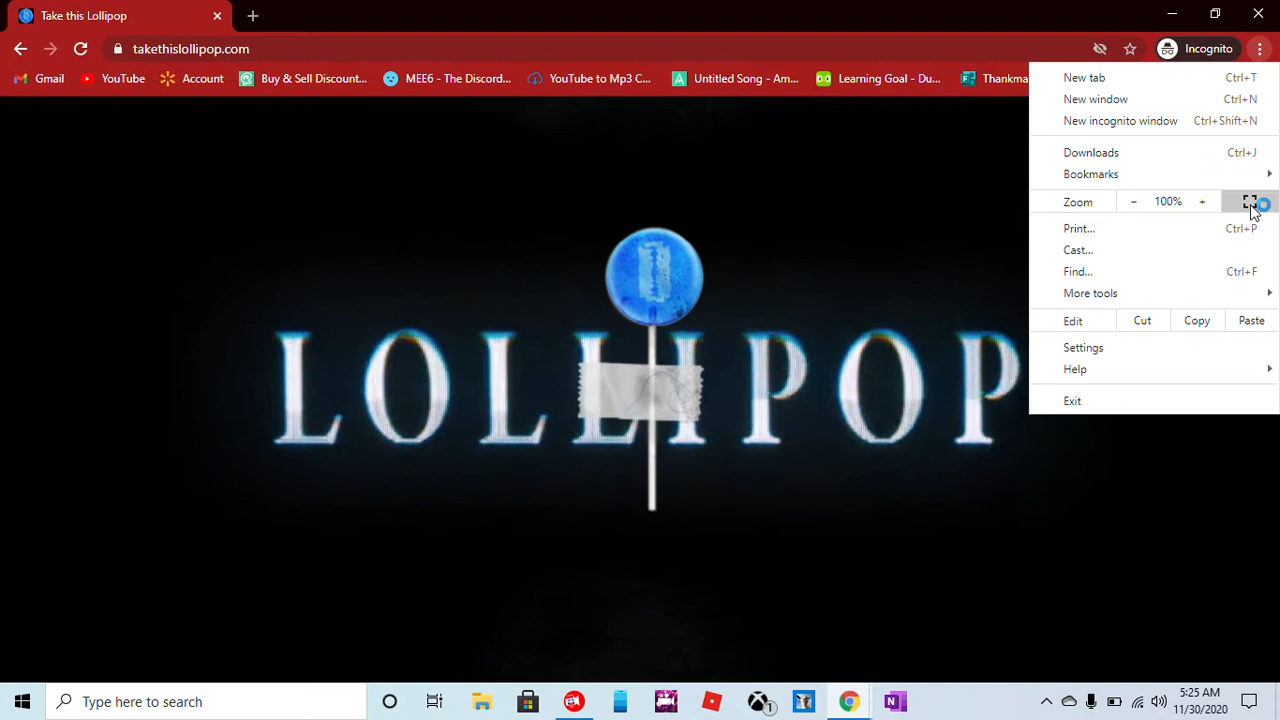 Take this Lollipop
takethislollipop.com
Incognito
Gmail YouTube Account Buy & Sell Discount... MEE6 - The Discord... YouTube to Mp3 C... Untitled Song - Am... Learning Goal - Du... Thankma
New tab Ctrl+T
New window Ctrl+N
New incognito window Ctrl+Shift+N
Downloads Ctrl+J
Bookmarks
Zoom - 100% +
Print... Ctrl+P
Cast...
Find... Ctrl+F
More tools
Edit Cut Copy Paste
Settings
Help
Exit
LOLLIPOP
Type here to search
1
5:25 AM
11/30/2020